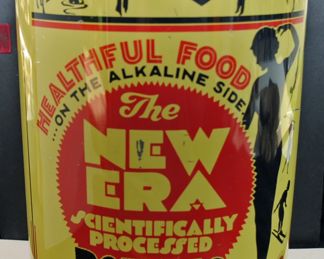 HEALTHFUL FOOD
...ON THE ALKALINE SIDE
The
NEW
ERA
SCIENTIFICALLY
PROCESSED